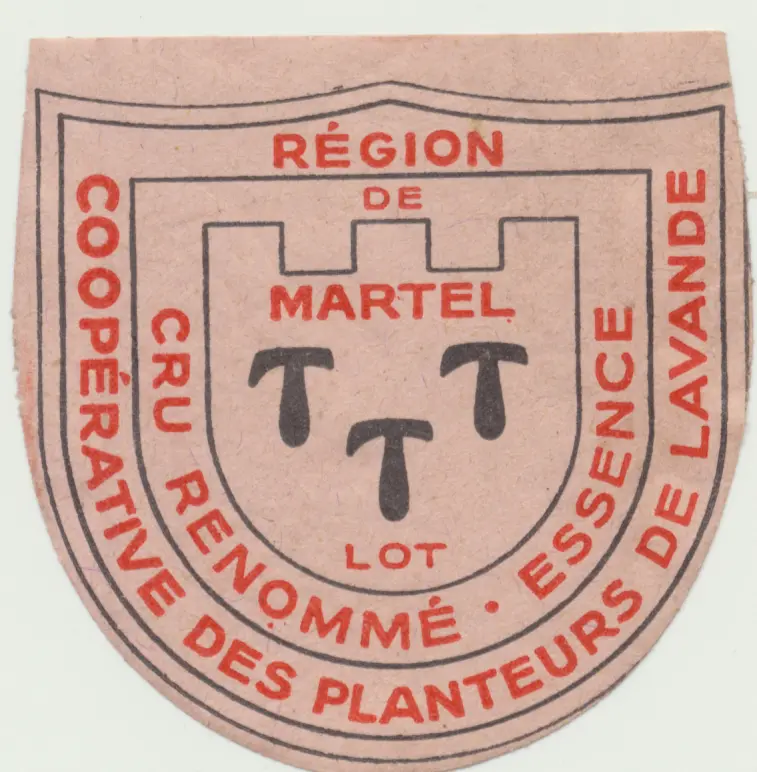 RÉGION
DE
MARTEL
LOT
CRU RENOMMÉ · ESSENCE
COOPÉRATIVE DES PLANTEURS DE LAVANDE